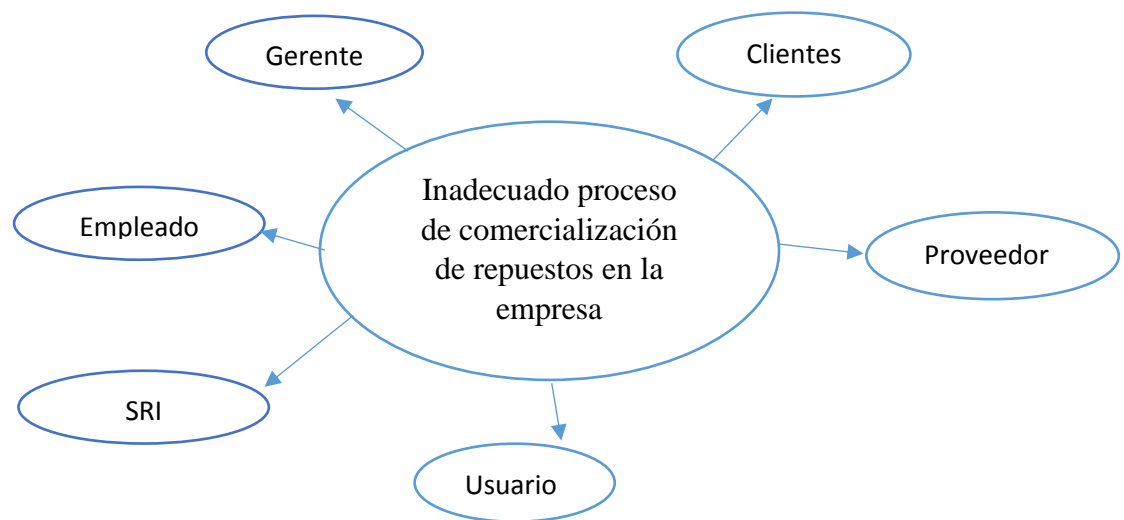 Gerente
Clientes
Inadecuado proceso
de comercialización
de repuestos en la
empresa
Empleado
Proveedor
SRI
Usuario